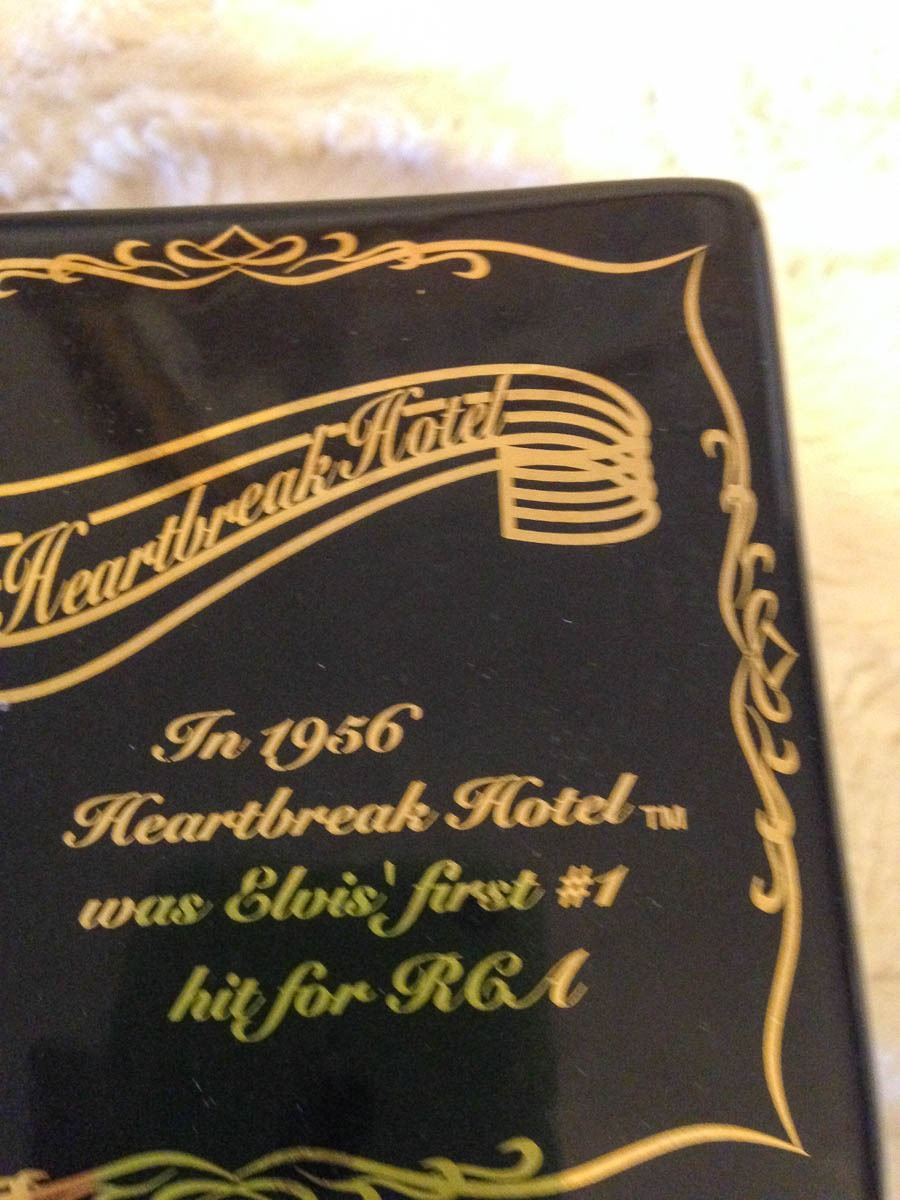 Heartbreak Hotel
In 1956
Heartbreak Hotel TM
was Elvis' first #1
hit for RCA